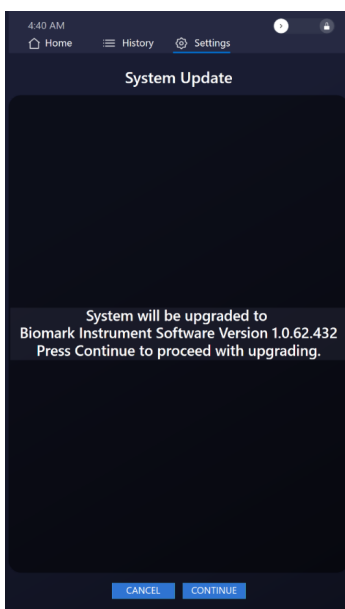 4:40 AM
Home History Settings
System Update
System will be upgraded to
Biomark Instrument Software Version 1.0.62.432
Press Continue to proceed with upgrading.
CANCEL CONTINUE